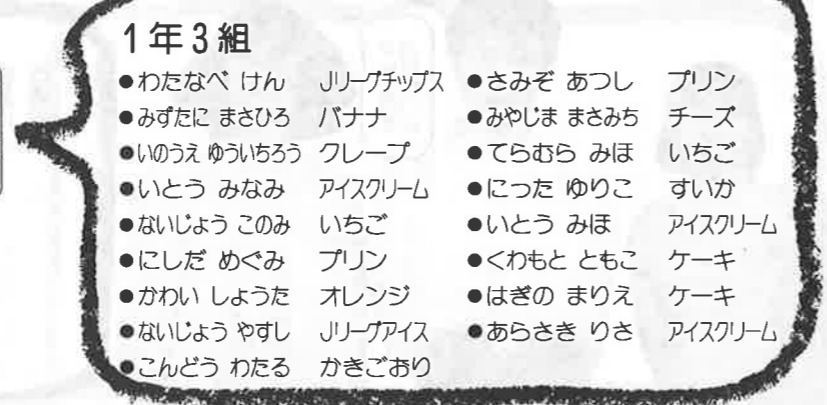 1年3組
●わたなべ けん Jリーグチップス
●みずたに まさひろ バナナ
●いのうえ ゆういちろう クレープ
●いとう みなみ アイスクリーム
●ないじょう このみ いちご
●にしだ めぐみ プリン
●かわい しょうた オレンジ
●ないじょう やすし Jリーグアイス
●こんどう わたる かきごおり
●さみぞ あつし プリン
●みやじま まさみち チーズ
●てらむら みほ いちご
●にった ゆりこ すいか
●いとう みほ アイスクリーム
●くわもと ともこ ケーキ
●はぎの まりえ ケーキ
●あらさき りさ アイスクリーム